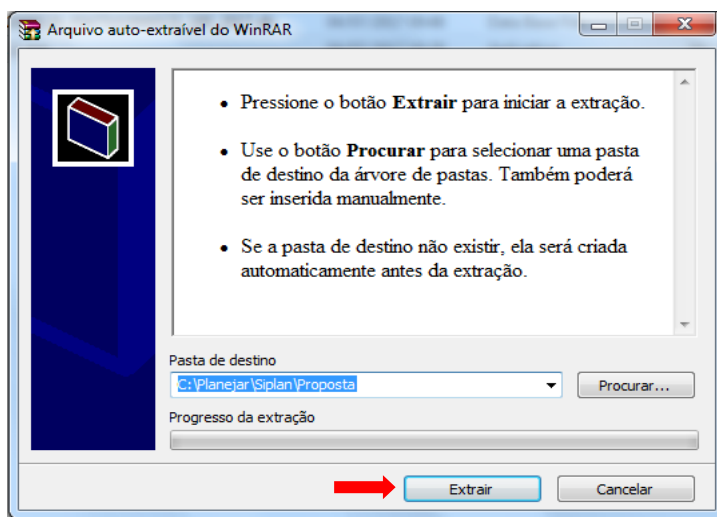 Arquivo auto-extraível do WinRAR
• Pressione o botão Extrair para iniciar a extração.
• Use o botão Procurar para selecionar uma pasta
de destino da árvore de pastas. Também poderá
ser inserida manualmente.
• Se a pasta de destino não existir, ela será criada
automaticamente antes da extração.
Pasta de destino
C:\Planejar\Siplan\Proposta
Procurar...
Progresso da extração
Extrair
Cancelar